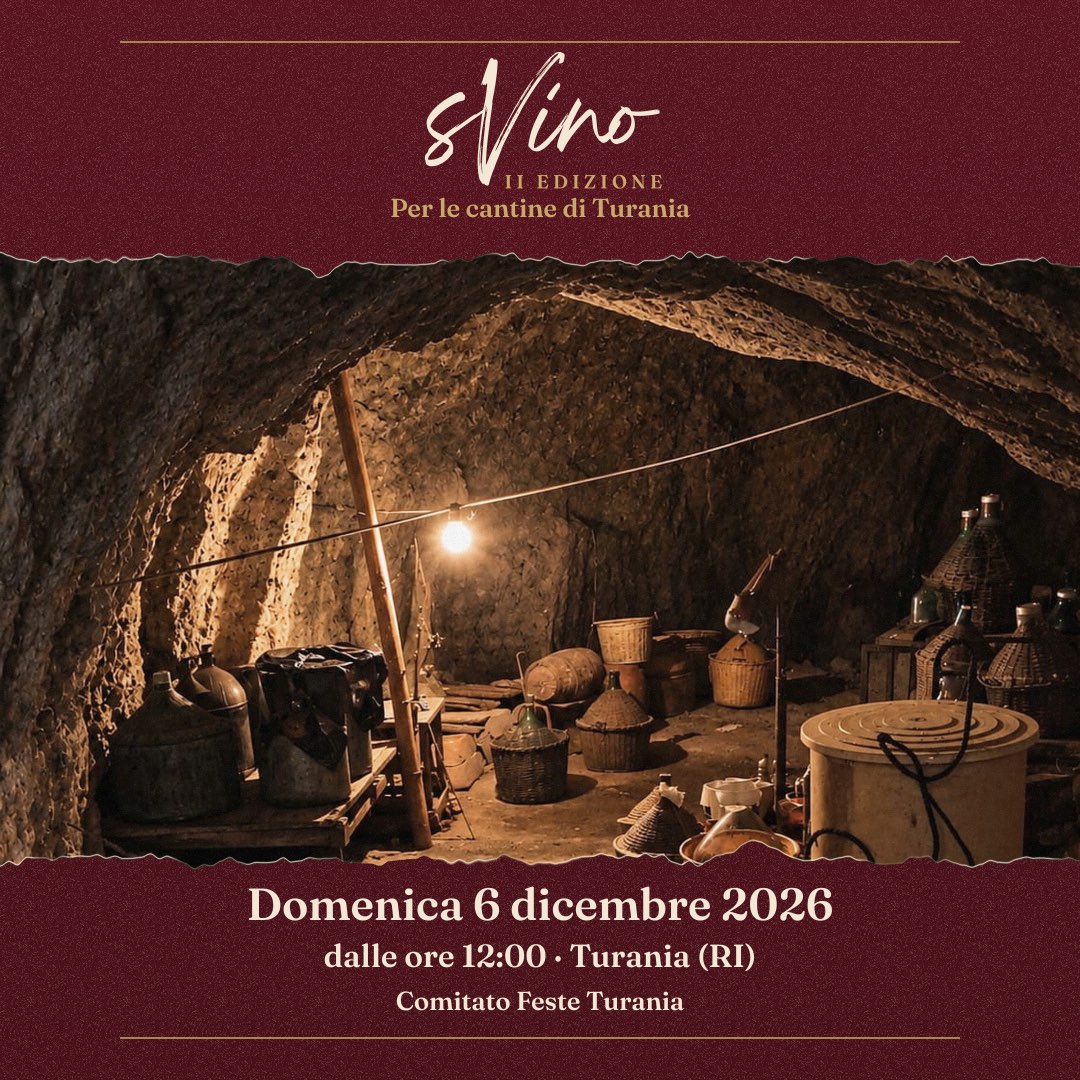 sVino
II EDIZIONE
Per le cantine di Turania
Domenica 6 dicembre 2026
dalle ore 12:00 · Turania (RI)
Comitato Feste Turania